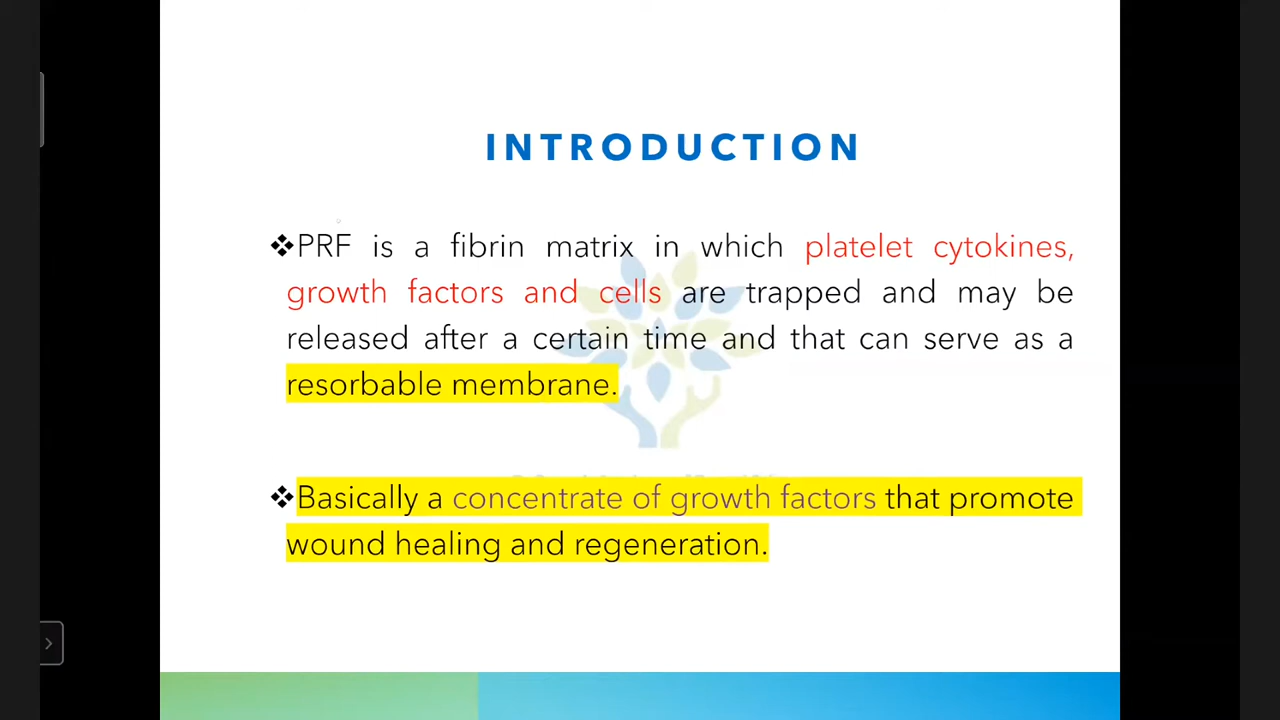 INTRODUCTION
❖PRF is a fibrin matrix in which platelet cytokines,
growth factors and cells are trapped and may be
released after a certain time and that can serve as a
resorbable membrane.
❖Basically a concentrate of growth factors that promote
wound healing and regeneration.